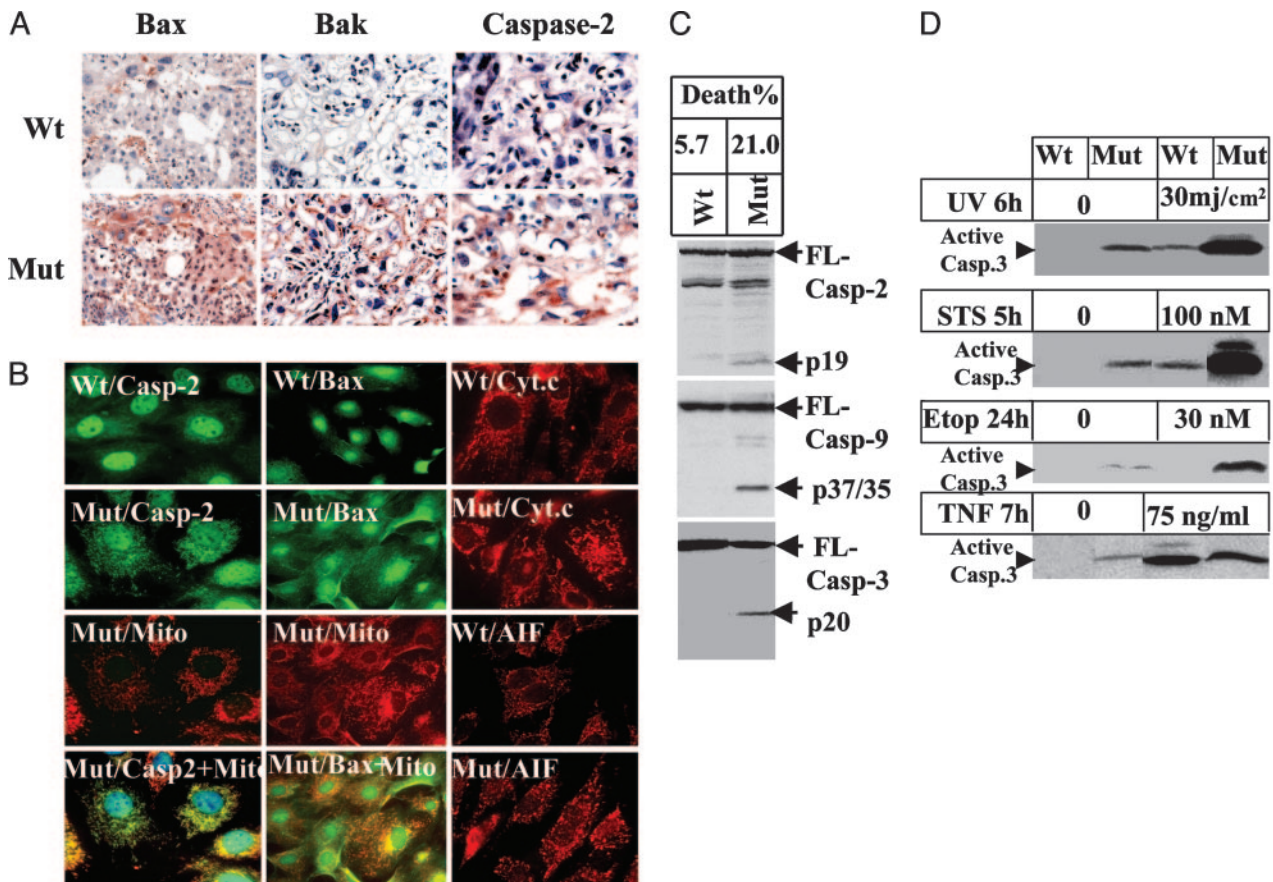 A
Bax Bak Caspase-2
Wt
Mut
B
Wt/Casp-2 Wt/Bax Wt/Cyt.c
Mut/Casp-2 Mut/Bax Mut/Cyt.c
Mut/Mito Mut/Mito Wt/AIF
Mut/Casp2+Mito Mut/Bax+Mito Mut/AIF
C
Death%
5.7 21.0
Wt Mut
FL-
Casp-2
p19
FL-
Casp-9
p37/35
FL-
Casp-3
p20
D
Wt Mut Wt Mut
UV 6h 0 30mj/cm²
Active
Casp.3
STS 5h 0 100 nM
Active
Casp.3
Etop 24h 0 30 nM
Active
Casp.3
TNF 7h 0 75 ng/ml
Active
Casp.3